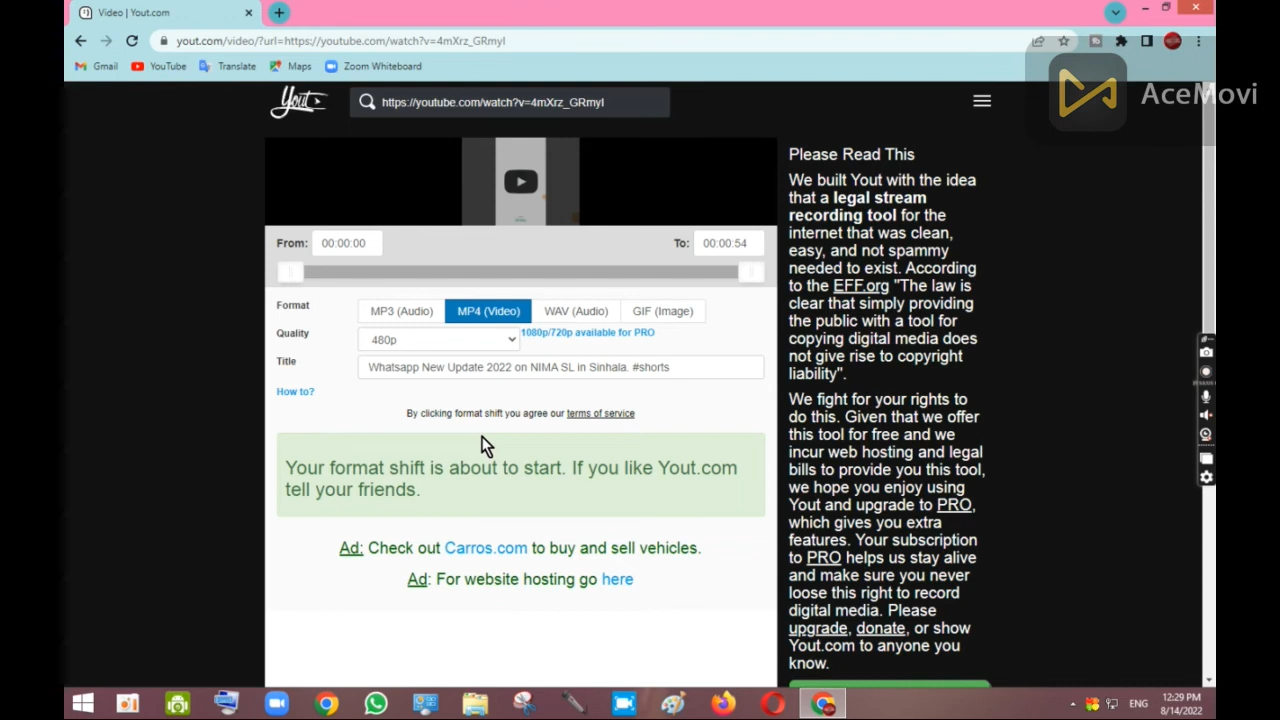 Video | Yout.com
yout.com/video/?url=https://youtube.com/watch?v=4mXrz_GRmyI
Gmail YouTube Translate Maps Zoom Whiteboard
AceMovi
Yout
https://youtube.com/watch?v=4mXrz_GRmyI
From: 00:00:00 To: 00:00:54
Format MP3 (Audio) MP4 (Video) WAV (Audio) GIF (Image)
Quality 480p 1080p/720p available for PRO
Title Whatsapp New Update 2022 on NIMA SL in Sinhala. #shorts
How to?
By clicking format shift you agree our terms of service
Your format shift is about to start. If you like Yout.com
tell your friends.
Ad: Check out Carros.com to buy and sell vehicles.
Ad: For website hosting go here
Please Read This
We built Yout with the idea
that a legal stream
recording tool for the
internet that was clean,
easy, and not spammy
needed to exist. According
to the EFF.org "The law is
clear that simply providing
the public with a tool for
copying digital media does
not give rise to copyright
liability".
We fight for your rights to
do this. Given that we offer
this tool for free and we
incur web hosting and legal
bills to provide you this tool,
we hope you enjoy using
Yout and upgrade to PRO,
which gives you extra
features. Your subscription
to PRO helps us stay alive
and make sure you never
loose this right to record
digital media. Please
upgrade, donate, or show
Yout.com to anyone you
know.
ENG
12:29 PM
8/14/2022